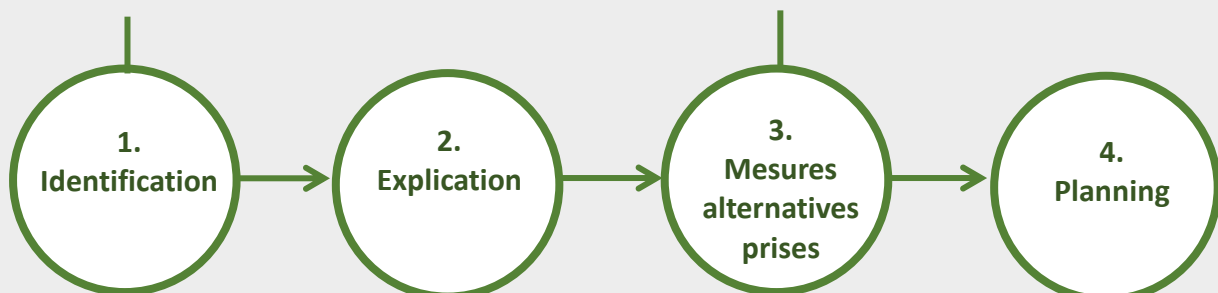 1.
Identification
2.
Explication
3.
Mesures
alternatives
prises
4.
Planning